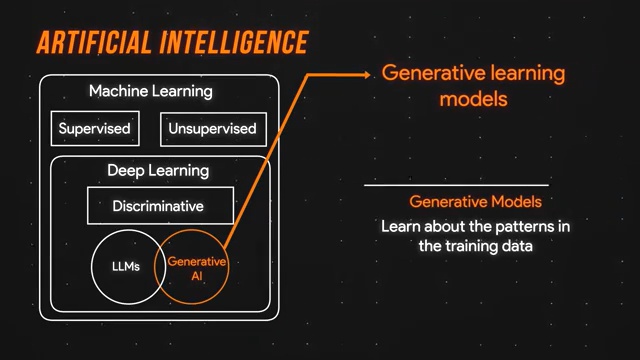 ARTIFICIAL INTELLIGENCE
Machine Learning
Supervised
Unsupervised
Deep Learning
Discriminative
LLMs
Generative
AI
Generative learning
models
Generative Models
Learn about the patterns in
the training data